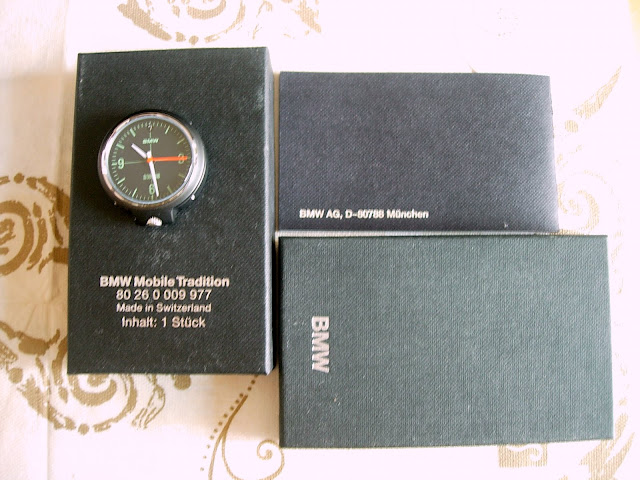 BMW
9
BMW Mobile Tradition
80 26 0 009 977
Made in Switzerland
Inhalt: 1 Stück
BMW AG, D-80788 München
BMW